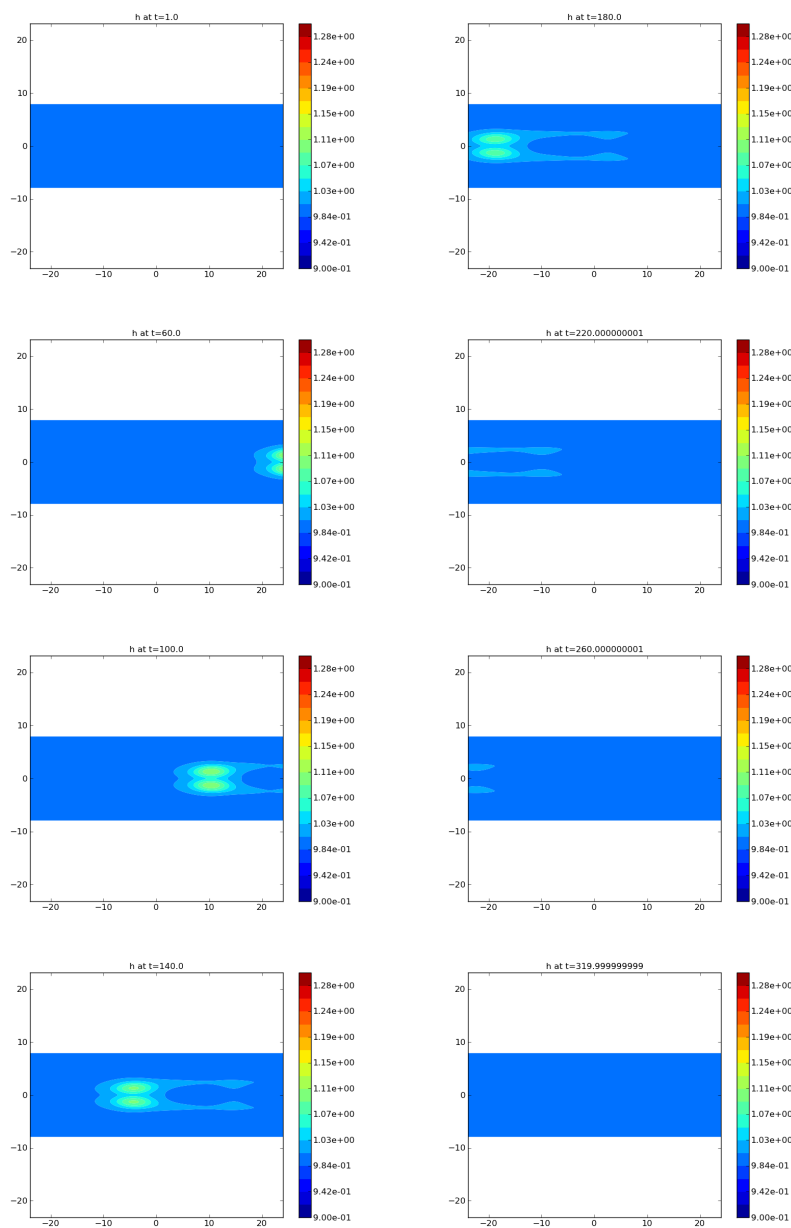 h at t=1.0
20
10
0
−10
−20
−20 −10 0 10 20
1.28e+00
1.24e+00
1.19e+00
1.15e+00
1.11e+00
1.07e+00
1.03e+00
9.84e-01
9.42e-01
9.00e-01
h at t=60.0
20
10
0
−10
−20
−20 −10 0 10 20
1.28e+00
1.24e+00
1.19e+00
1.15e+00
1.11e+00
1.07e+00
1.03e+00
9.84e-01
9.42e-01
9.00e-01
h at t=100.0
20
10
0
−10
−20
−20 −10 0 10 20
1.28e+00
1.24e+00
1.19e+00
1.15e+00
1.11e+00
1.07e+00
1.03e+00
9.84e-01
9.42e-01
9.00e-01
h at t=140.0
20
10
0
−10
−20
−20 −10 0 10 20
1.28e+00
1.24e+00
1.19e+00
1.15e+00
1.11e+00
1.07e+00
1.03e+00
9.84e-01
9.42e-01
9.00e-01
h at t=180.0
20
10
0
−10
−20
−20 −10 0 10 20
1.28e+00
1.24e+00
1.19e+00
1.15e+00
1.11e+00
1.07e+00
1.03e+00
9.84e-01
9.42e-01
9.00e-01
h at t=220.000000001
20
10
0
−10
−20
−20 −10 0 10 20
1.28e+00
1.24e+00
1.19e+00
1.15e+00
1.11e+00
1.07e+00
1.03e+00
9.84e-01
9.42e-01
9.00e-01
h at t=260.000000001
20
10
0
−10
−20
−20 −10 0 10 20
1.28e+00
1.24e+00
1.19e+00
1.15e+00
1.11e+00
1.07e+00
1.03e+00
9.84e-01
9.42e-01
9.00e-01
h at t=319.999999999
20
10
0
−10
−20
−20 −10 0 10 20
1.28e+00
1.24e+00
1.19e+00
1.15e+00
1.11e+00
1.07e+00
1.03e+00
9.84e-01
9.42e-01
9.00e-01